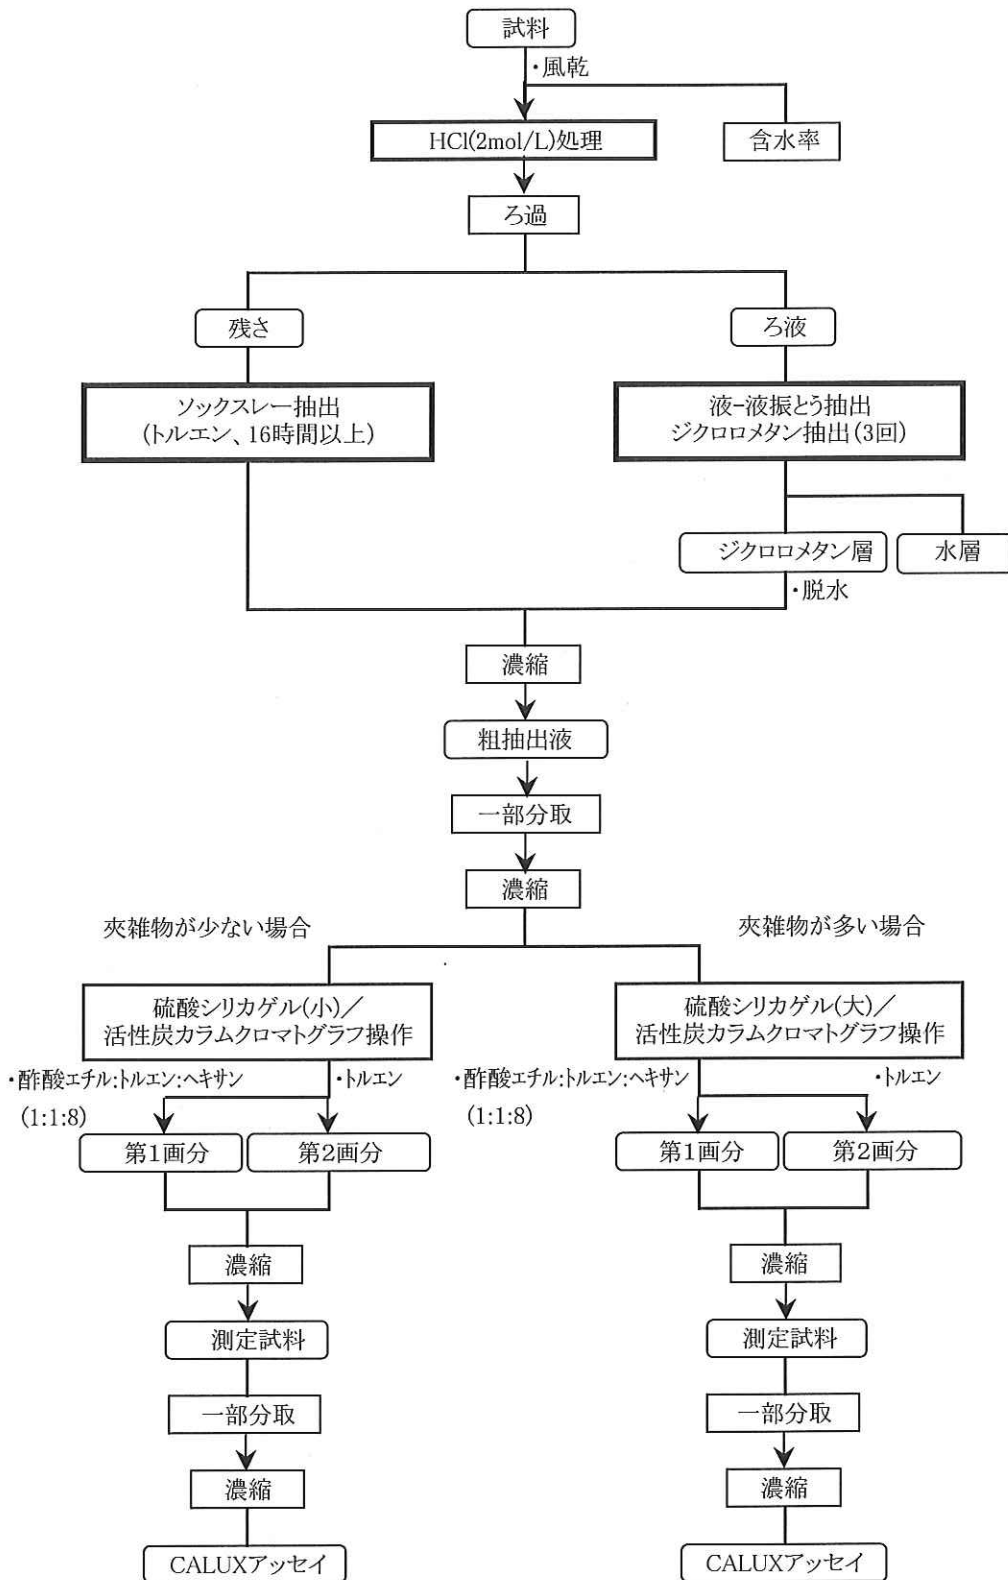 試料
・風乾
HCl(2mol/L)処理
含水率
ろ過
残さ
ろ液
ソックスレー抽出
(トルエン、16時間以上)
液-液振とう抽出
ジクロロメタン抽出(3回)
ジクロロメタン層
水層
・脱水
濃縮
粗抽出液
一部分取
濃縮
夾雑物が少ない場合
夾雑物が多い場合
硫酸シリカゲル(小)/
活性炭カラムクロマトグラフ操作
硫酸シリカゲル(大)/
活性炭カラムクロマトグラフ操作
・酢酸エチル:トルエン:ヘキサン
(1:1:8)
・トルエン
・酢酸エチル:トルエン:ヘキサン
(1:1:8)
・トルエン
第1画分
第2画分
第1画分
第2画分
濃縮
濃縮
測定試料
測定試料
一部分取
一部分取
濃縮
濃縮
CALUXアッセイ
CALUXアッセイ